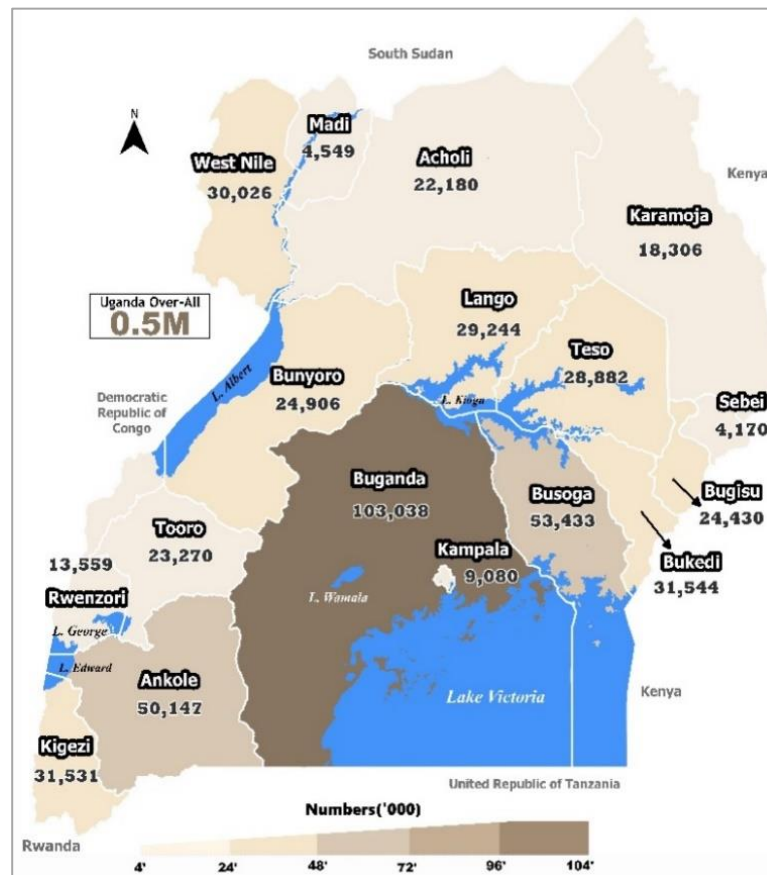 South Sudan
N
Madi
4,549
West Nile
30,026
Acholi
22,180
Kenya
Karamoja
18,306
Uganda Over-All
0.5M
Lango
29,244
Teso
28,882
L. Albert
Bunyoro
24,906
L. Kioga
Democratic
Republic of
Congo
Sebei
4,170
Buganda
103,038
Busoga
53,433
Bugisu
24,430
Tooro
23,270
Kampala
9,080
Bukedi
31,544
13,559
Rwenzori
L. Wamala
L. George
L. Edward
Ankole
50,147
Lake Victoria
Kenya
Kigezi
31,531
United Republic of Tanzania
Numbers('000)
Rwanda
4' 24' 48' 72' 96' 104'